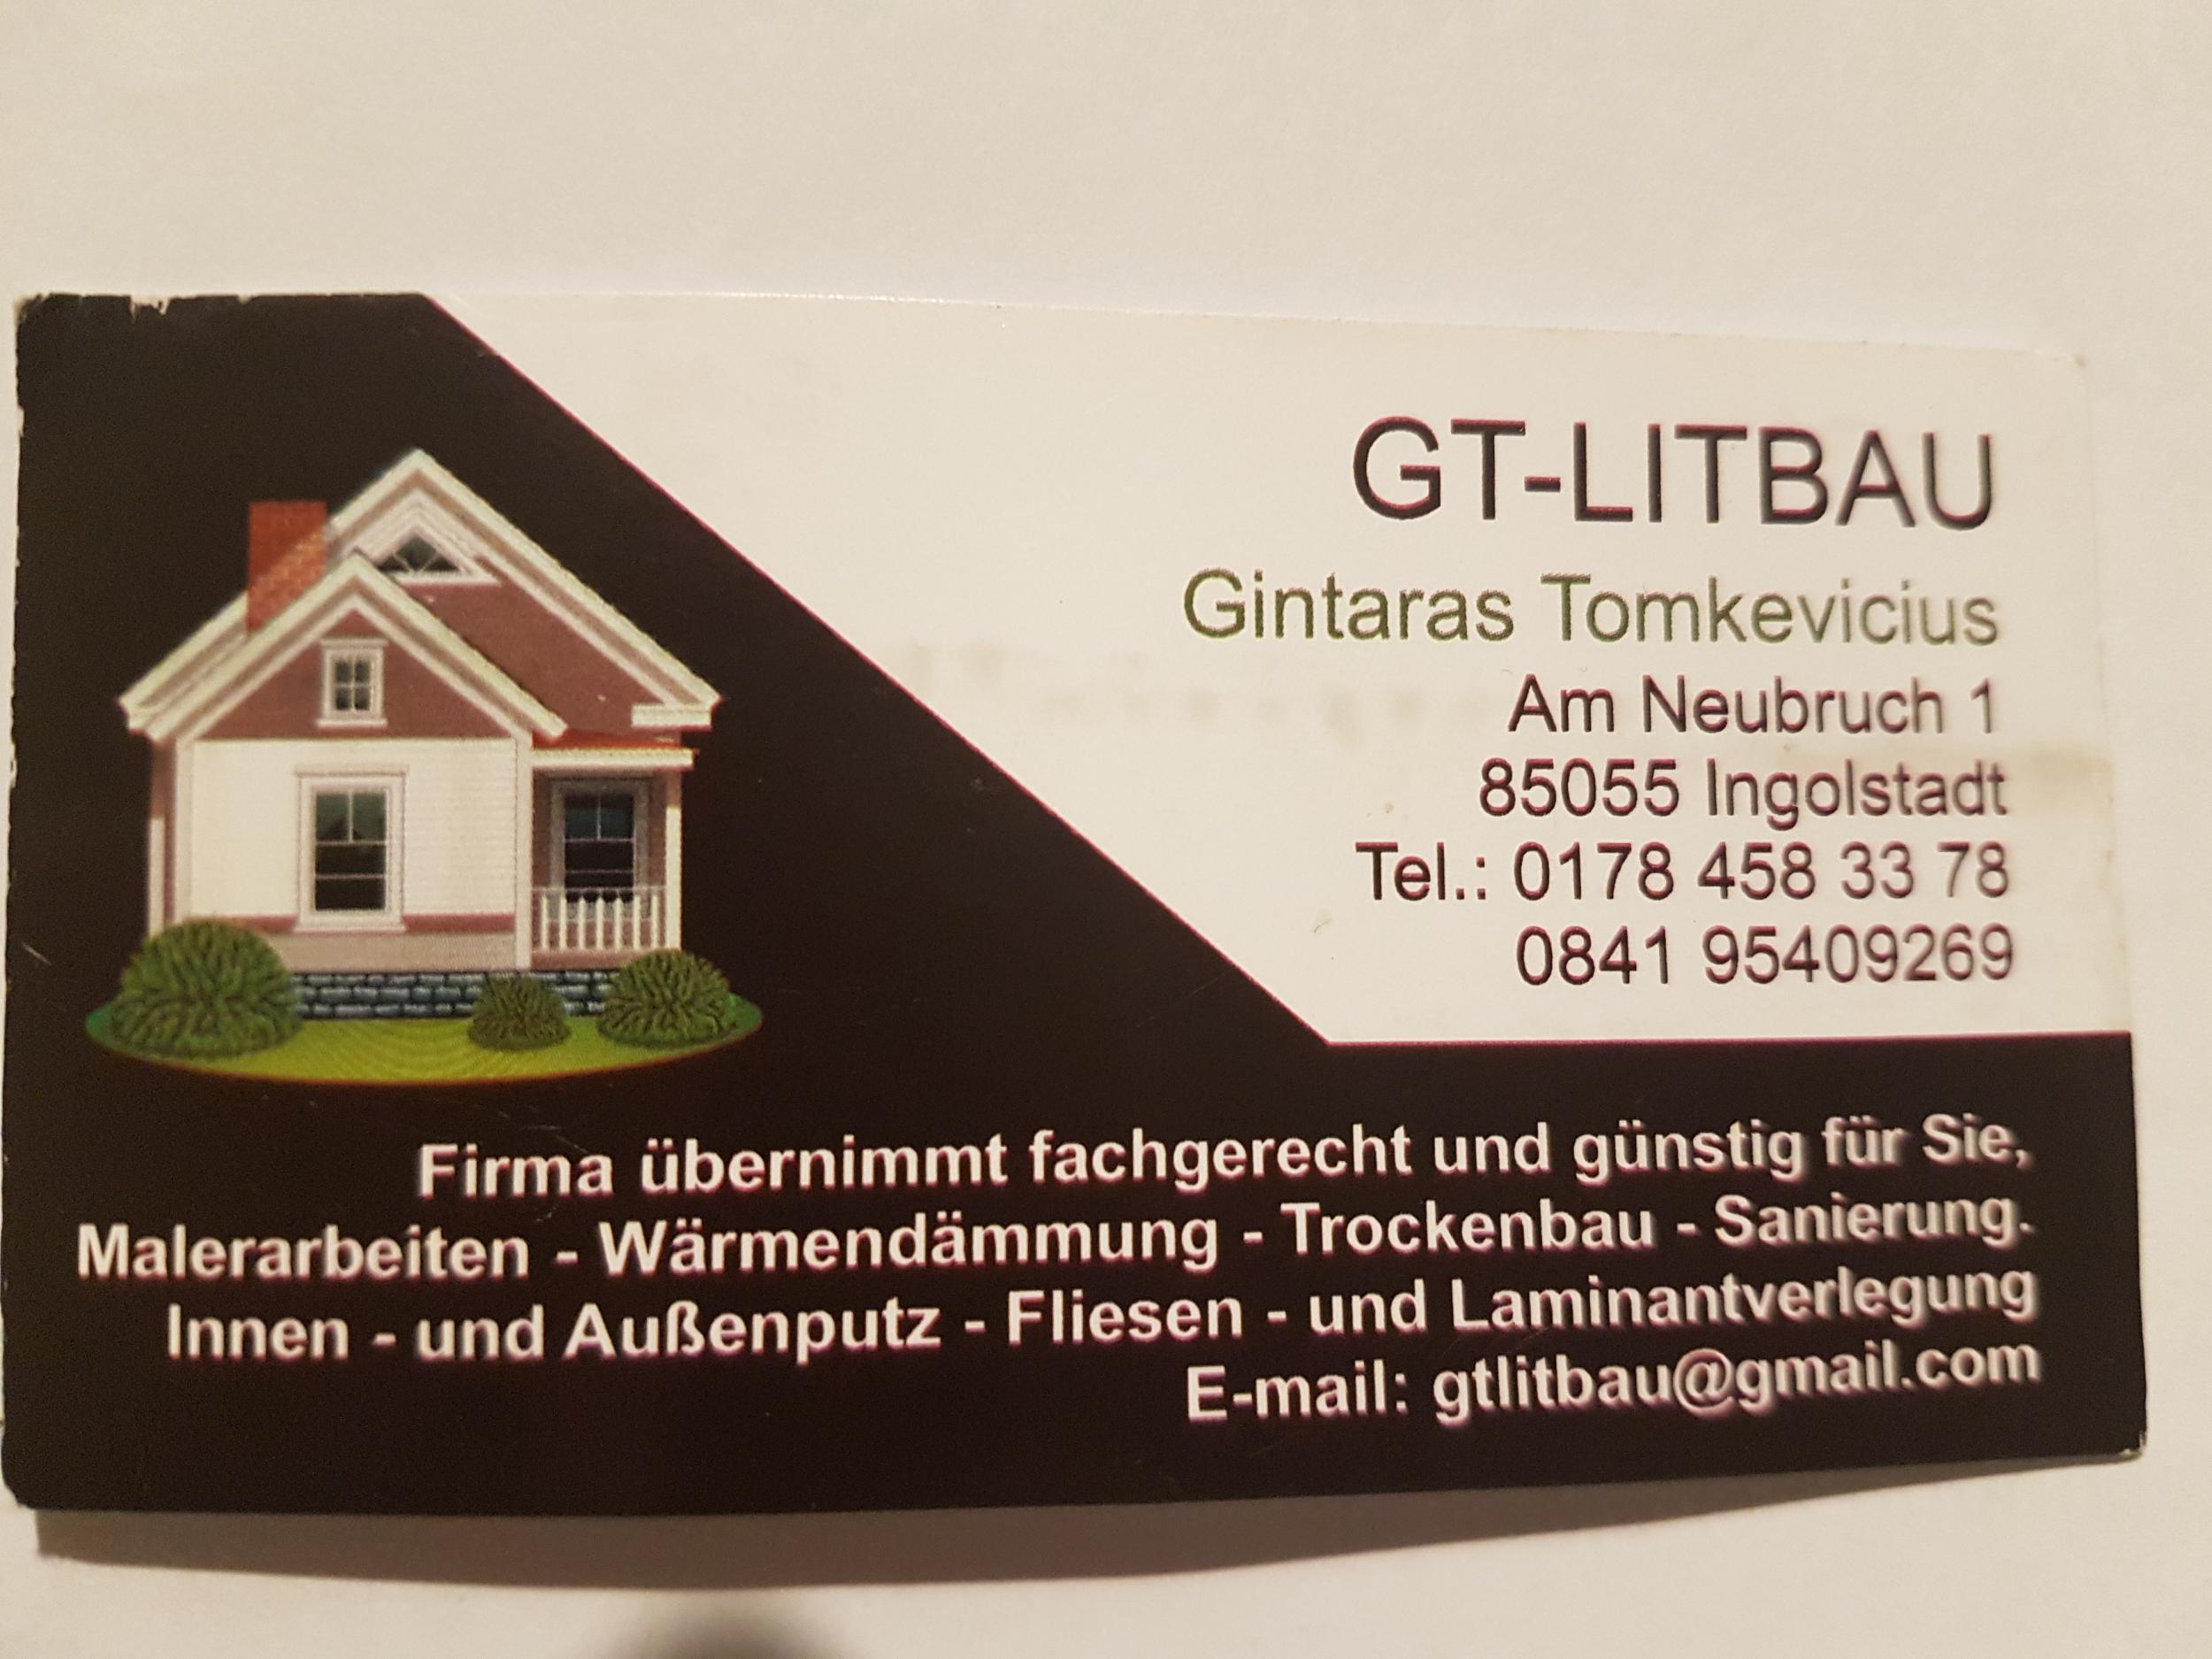 GT-LITBAU
Gintaras Tomkevicius
Am Neubruch 1
85055 Ingolstadt
Tel.: 0178 458 33 78
0841 95409269
Firma übernimmt fachgerecht und günstig für Sie,
Malerarbeiten - Wärmendämmung - Trockenbau - Sanierung.
Innen - und Außenputz - Fliesen - und Laminantverlegung
E-mail: gtlitbau@gmail.com